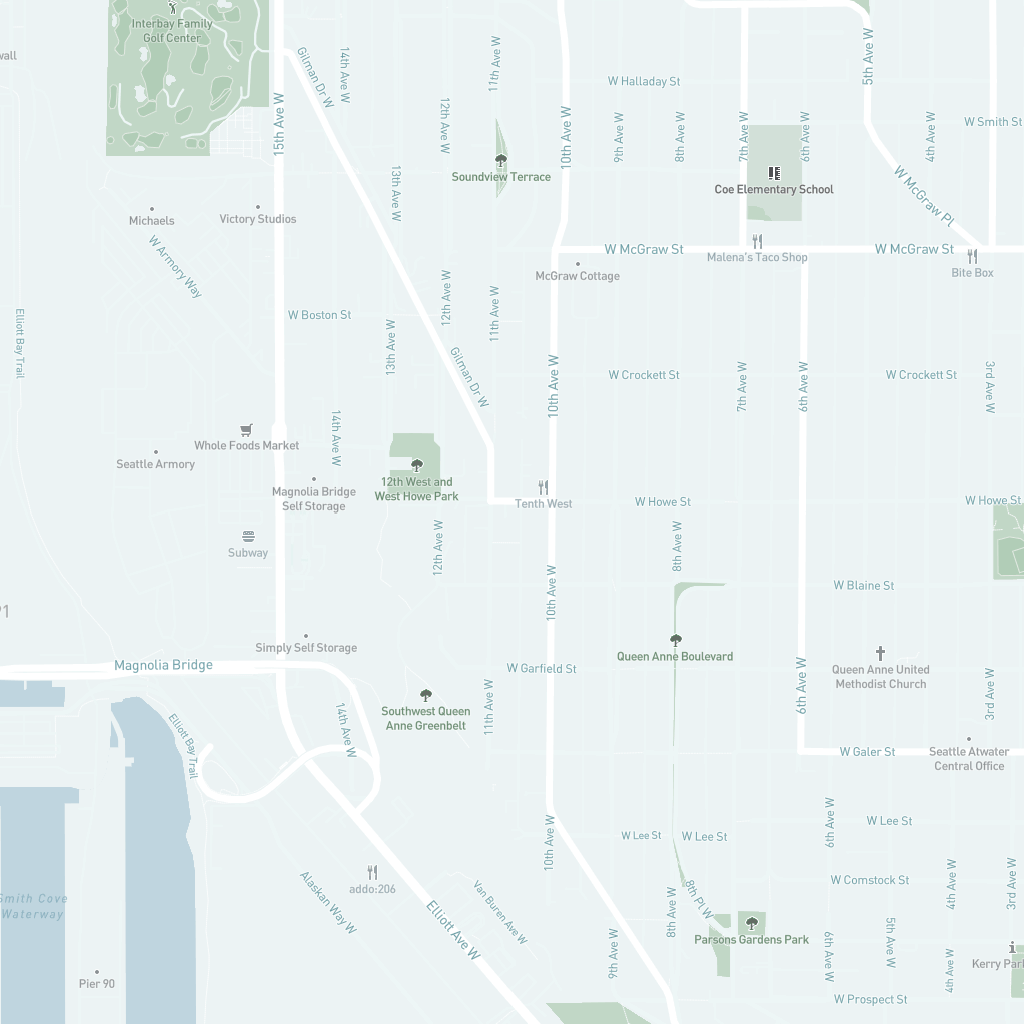 Interbay Family
Golf Center
5th Ave W
14th Ave W
11th Ave W
Gilman Dr W
W Halladay St
15th Ave W
12th Ave W
10th Ave W
9th Ave W
8th Ave W
7th Ave W
6th Ave W
4th Ave W
W Smith St
13th Ave W
Soundview Terrace
Coe Elementary School
W McGraw Pl
Michaels
Victory Studios
W McGraw St
W McGraw St
Malena's Taco Shop
Bite Box
McGraw Cottage
W Armory Way
12th Ave W
11th Ave W
W Boston St
Elliott Bay Trail
13th Ave W
Gilman Dr W
10th Ave W
W Crockett St
7th Ave W
6th Ave W
W Crockett St
3rd Ave W
14th Ave W
Whole Foods Market
Seattle Armory
12th West and
West Howe Park
Magnolia Bridge
Self Storage
Tenth West
W Howe St
W Howe St
Subway
12th Ave W
8th Ave W
10th Ave W
W Blaine St
91
Simply Self Storage
Queen Anne Boulevard
Magnolia Bridge
W Garfield St
Queen Anne United
Methodist Church
6th Ave W
3rd Ave W
Southwest Queen
Anne Greenbelt
11th Ave W
14th Ave W
Elliott Bay Trail
W Galer St
Seattle Atwater
Central Office
10th Ave W
W Lee St
W Lee St
6th Ave W
W Lee St
addo:206
W Comstock St
4th Ave W
3rd Ave W
Smith Cove
Waterway
Alaskan Way W
Elliott Ave W
Van Buren Ave W
8th Pl W
8th Ave W
Parsons Gardens Park
9th Ave W
6th Ave W
5th Ave W
4th Ave W
Kerry Park
Pier 90
W Prospect St